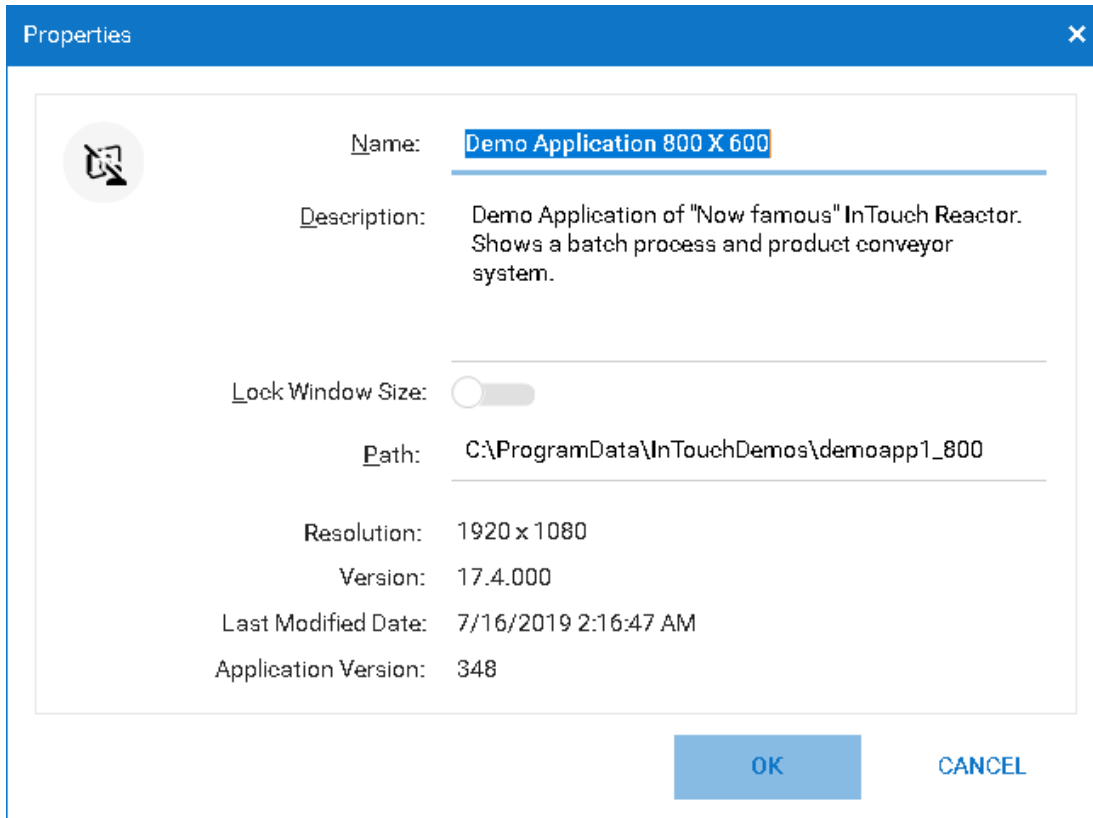 Properties
Name: Demo Application 800 X 600
Description: Demo Application of "Now famous" InTouch Reactor.
Shows a batch process and product conveyor
system.
Lock Window Size:
Path: C:\ProgramData\InTouchDemos\demoapp1_800
Resolution: 1920 x 1080
Version: 17.4.000
Last Modified Date: 7/16/2019 2:16:47 AM
Application Version: 348
OK CANCEL